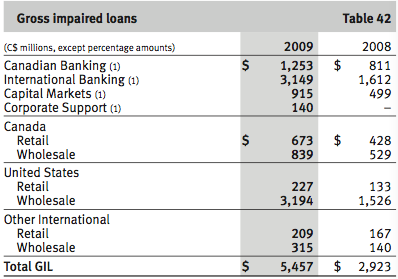 Gross impaired loans Table 42
(C$ millions, except percentage amounts) 2009 2008
Canadian Banking (1) $ 1,253 $ 811
International Banking (1) 3,149 1,612
Capital Markets (1) 915 499
Corporate Support (1) 140 –
Canada
Retail $ 673 $ 428
Wholesale 839 529
United States
Retail 227 133
Wholesale 3,194 1,526
Other International
Retail 209 167
Wholesale 315 140
Total GIL $ 5,457 $ 2,923